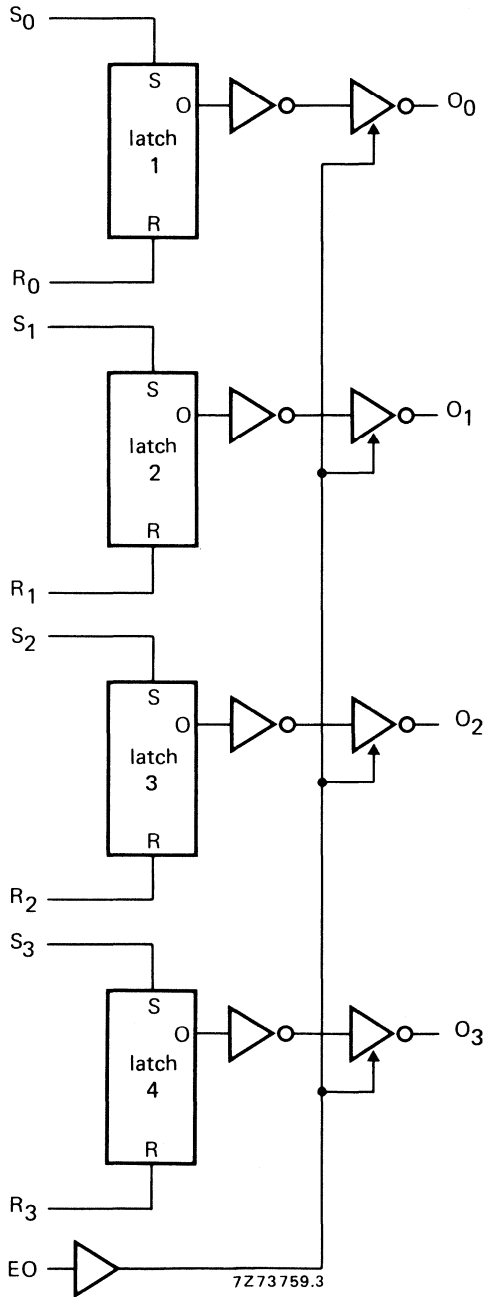 S0
S
O
latch
1
O0
R
R0
S1
S
O
latch
2
O1
R
R1
S2
S
O
latch
3
O2
R
R2
S3
S
O
latch
4
O3
R
R3
EO
7Z73759.3